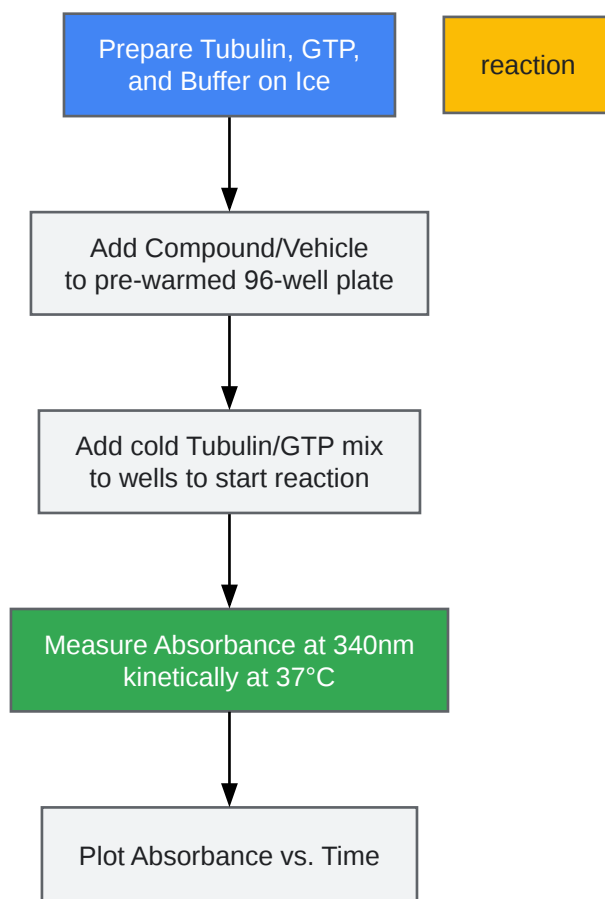 Prepare Tubulin, GTP,
and Buffer on Ice
reaction
Add Compound/Vehicle
to pre-warmed 96-well plate
Add cold Tubulin/GTP mix
to wells to start reaction
Measure Absorbance at 340nm
kinetically at 37°C
Plot Absorbance vs. Time